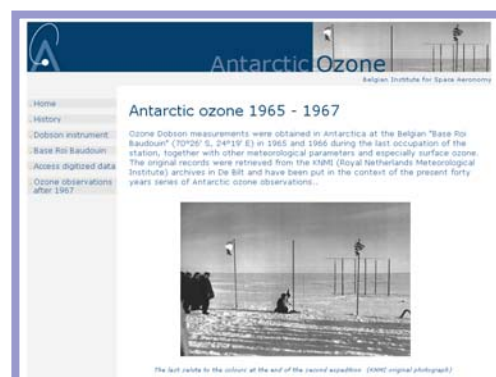 Antarctic Ozone
Belgian Institute for Space Aeronomy
Home
History
Dobson instrument
Base Roi Baudouin
Access digitized data
Ozone observations
after 1967
Antarctic ozone 1965 - 1967
Ozone Dobson measurements were obtained in Antarctica at the Belgian "Base Roi
Baudouin" (70°26' S, 24°19' E) in 1965 and 1966 during the last occupation of the
station, together with other meteorological parameters and especially surface ozone.
The original records were retrieved from the KNMI (Royal Netherlands Meteorological
Institute) archives in De Bilt and have been put in the context of the present forty
years series of Antarctic ozone observations...
The last salute to the colours at the end of the second expedition (KNMI original photograph)